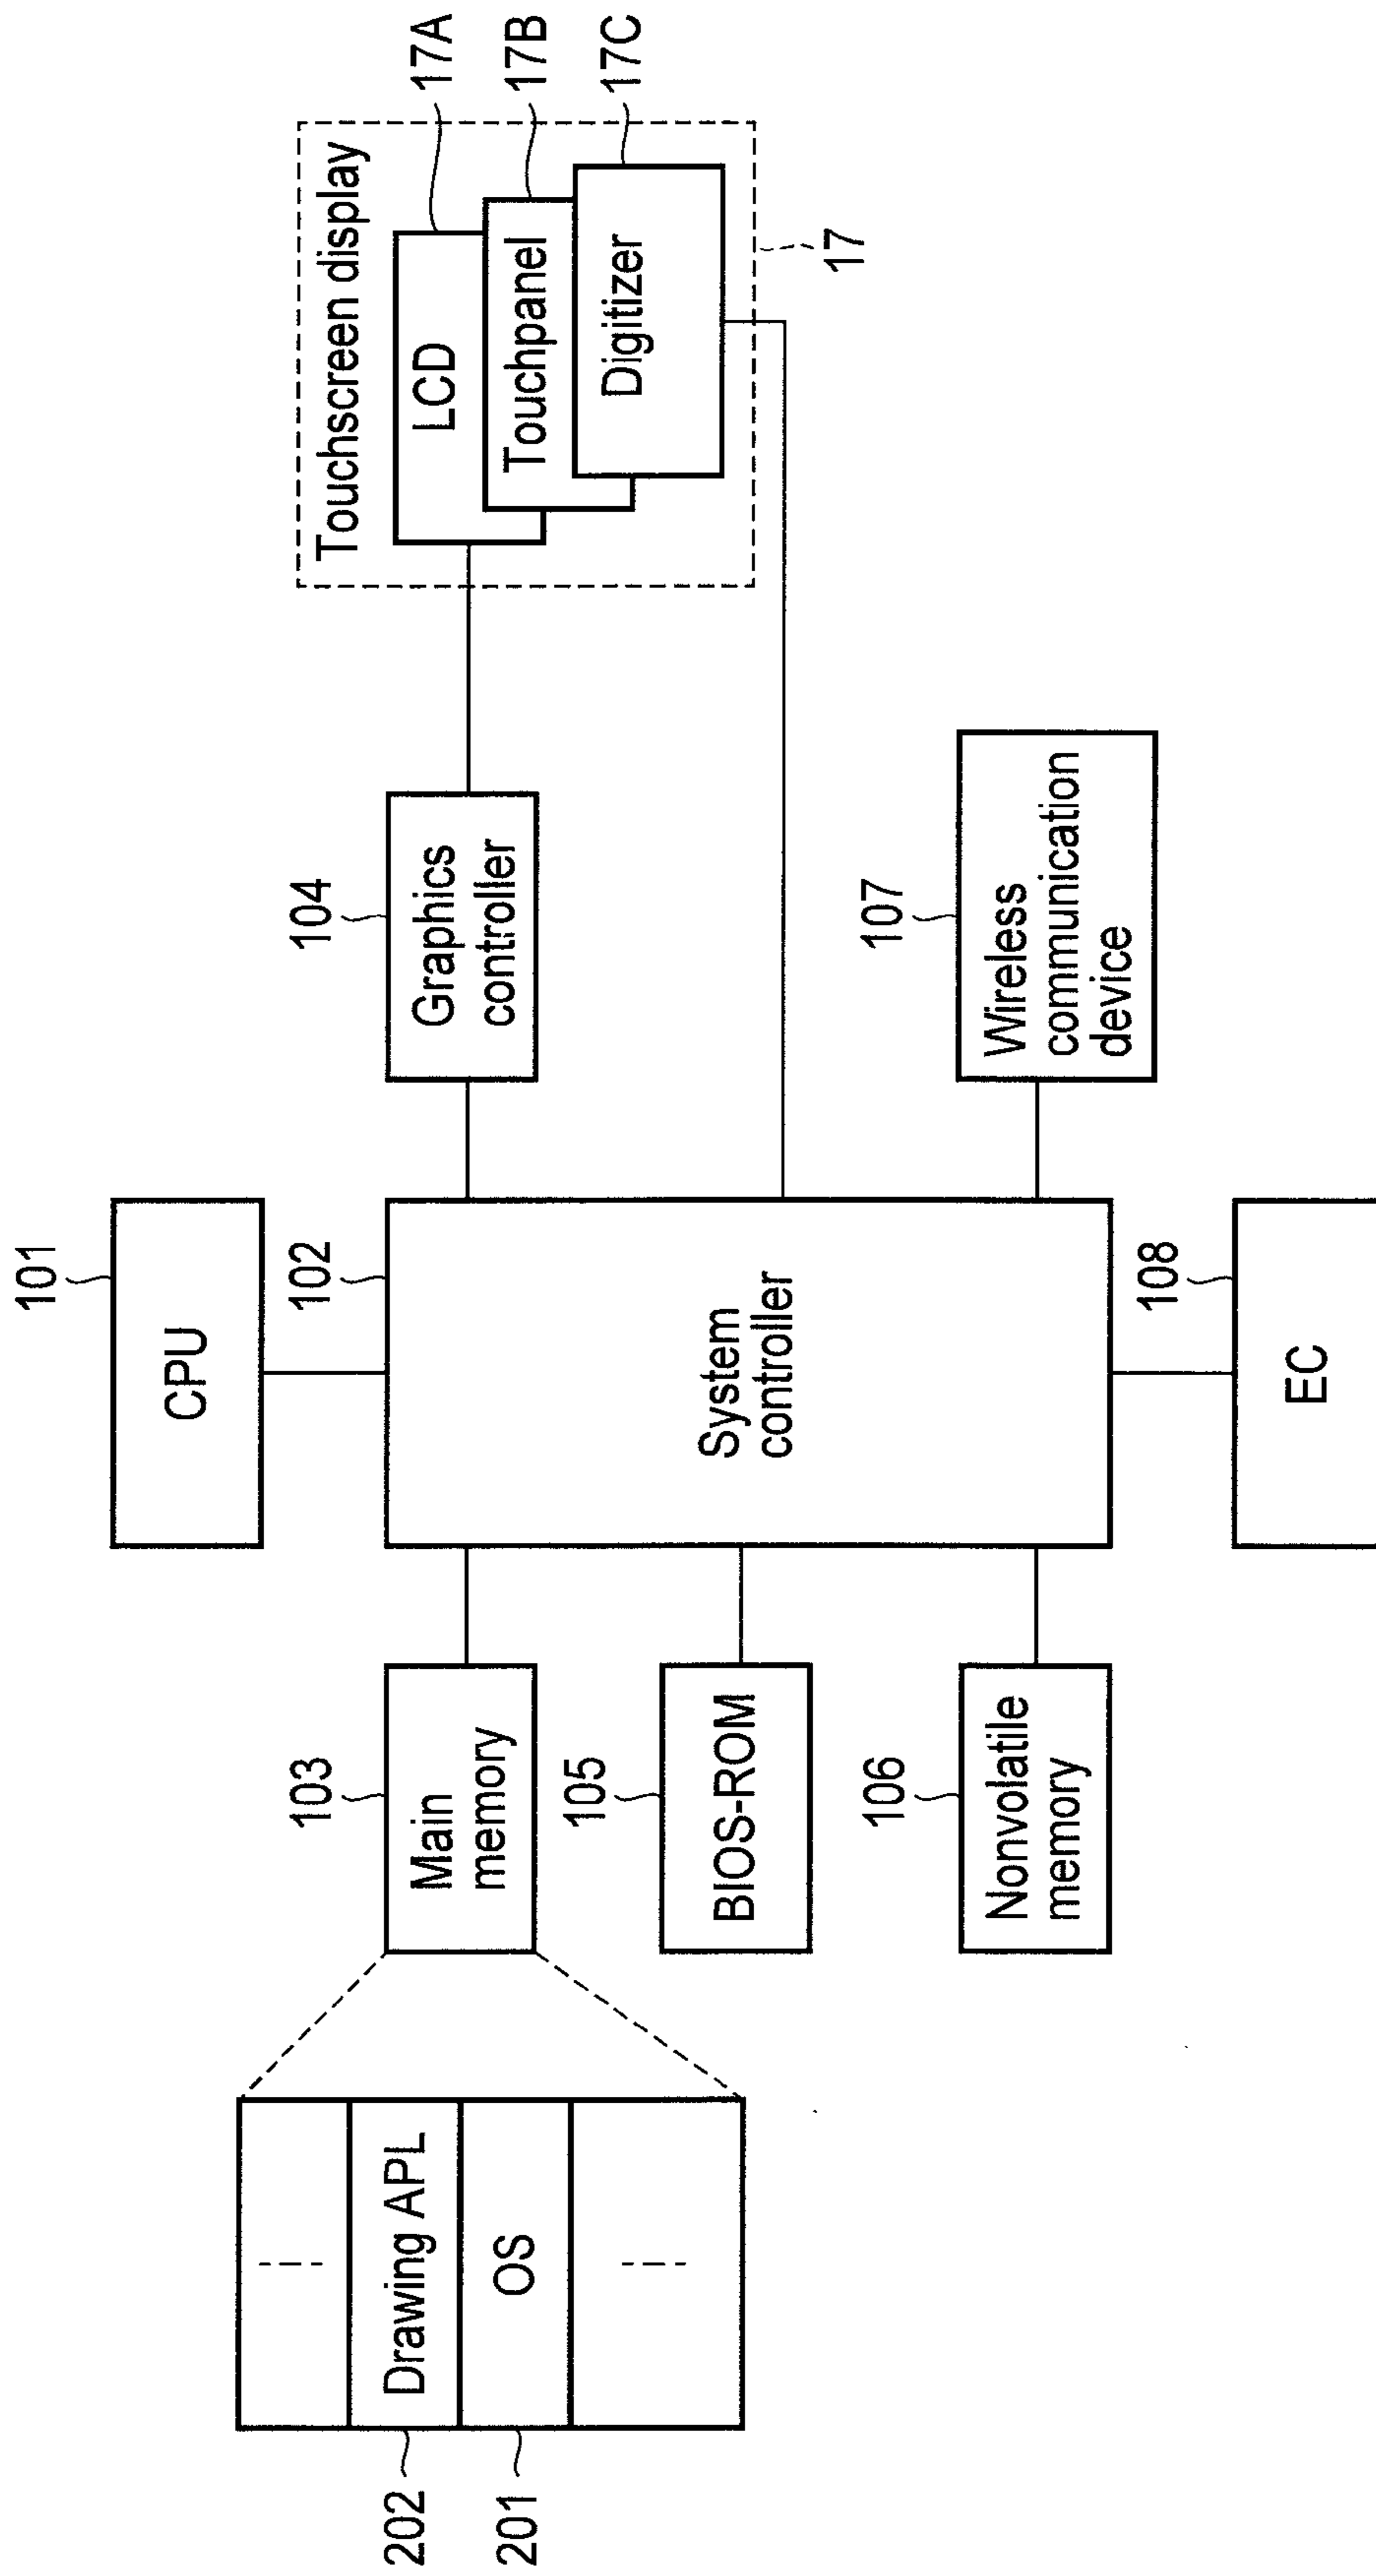 101
CPU
102
System
controller
103
Main
memory
202
Drawing APL
201
OS
104
Graphics
controller
Touchscreen display
LCD
17A
Touchpanel
17B
Digitizer
17C
17
105
BIOS-ROM
106
Nonvolatile
memory
107
Wireless
communication
device
108
EC